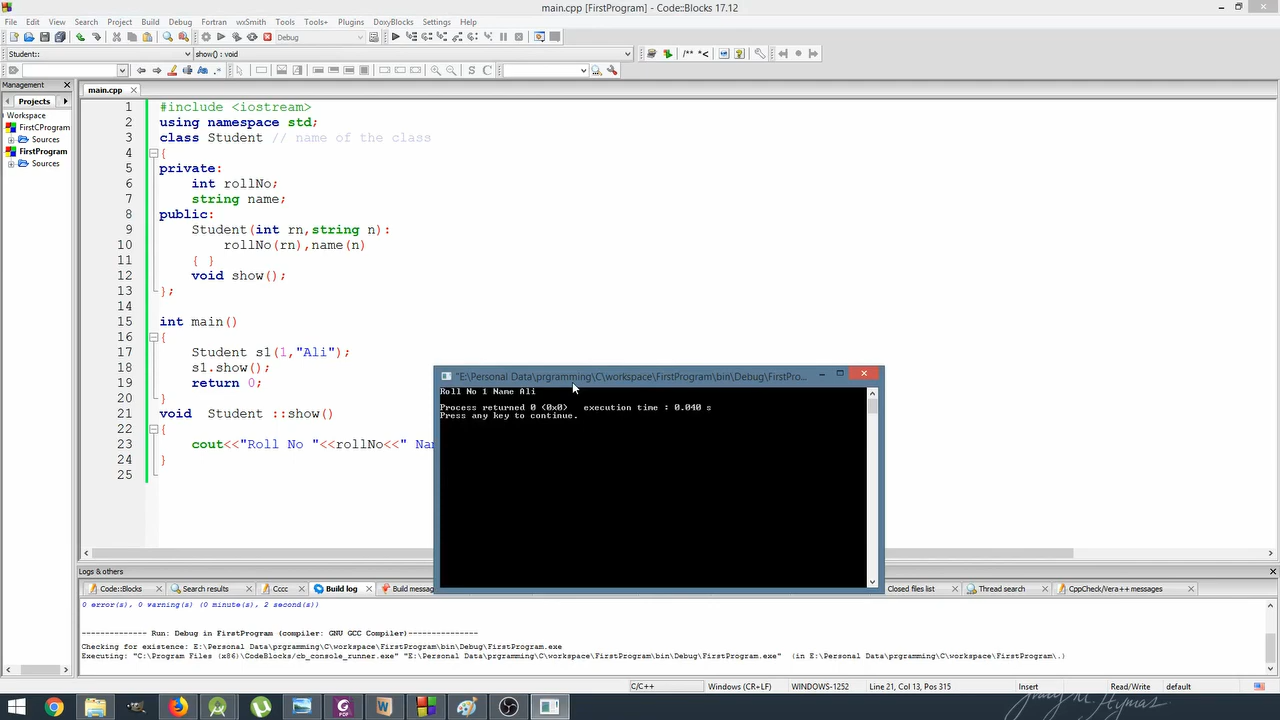 main.cpp [FirstProgram] - Code::Blocks 17.12
File Edit View Search Project Build Debug Fortran wxSmith Tools Tools+ Plugins DoxyBlocks Settings Help
Debug
Student:: show() : void
/** *<
S C
Management
main.cpp
Projects
Workspace
FirstCProgram
Sources
FirstProgram
Sources
1 #include <iostream>
2 using namespace std;
3 class Student // name of the class
4 {
5 private:
6 int rollNo;
7 string name;
8 public:
9 Student(int rn,string n):
10 rollNo(rn),name(n)
11 { }
12 void show();
13 };
14
15 int main()
16 {
17 Student s1(1,"Ali");
18 s1.show();
19 return 0;
20 }
21 void Student ::show()
22 {
23 cout<<"Roll No "<<rollNo<<" Nam
24 }
25
"E:\Personal Data\prgramming\C\workspace\FirstProgram\bin\Debug\FirstPro...
Roll No 1 Name Ali
Process returned 0 (0x0) execution time : 0.040 s
Press any key to continue.
Logs & others
Code::Blocks Search results Cccc Build log Build messag Closed files list Thread search CppCheck/Vera++ messages
0 error(s), 0 warning(s) (0 minute(s), 2 second(s))
-------------- Run: Debug in FirstProgram (compiler: GNU GCC Compiler)---------------
Checking for existence: E:\Personal Data\prgramming\C\workspace\FirstProgram\bin\Debug\FirstProgram.exe
Executing: "C:\Program Files (x86)\CodeBlocks/cb_console_runner.exe" "E:\Personal Data\prgramming\C\workspace\FirstProgram\bin\Debug\FirstProgram.exe" (in E:\Personal Data\prgramming\C\workspace\FirstProgram\.)
C/C++ Windows (CR+LF) WINDOWS-1252 Line 21, Col 13, Pos 315 Insert Read/Write default